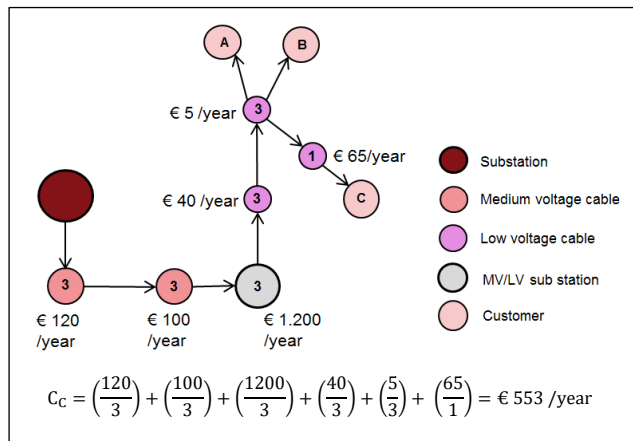 A
B
€ 5 /year
3
1
€ 65/year
Substation
€ 40 /year
3
C
Medium voltage cable
Low voltage cable
3
3
3
MV/LV sub station
€ 120
/year
€ 100
/year
€ 1.200
/year
Customer
C_C = (120/3) + (100/3) + (1200/3) + (40/3) + (5/3) + (65/1) = € 553 /year